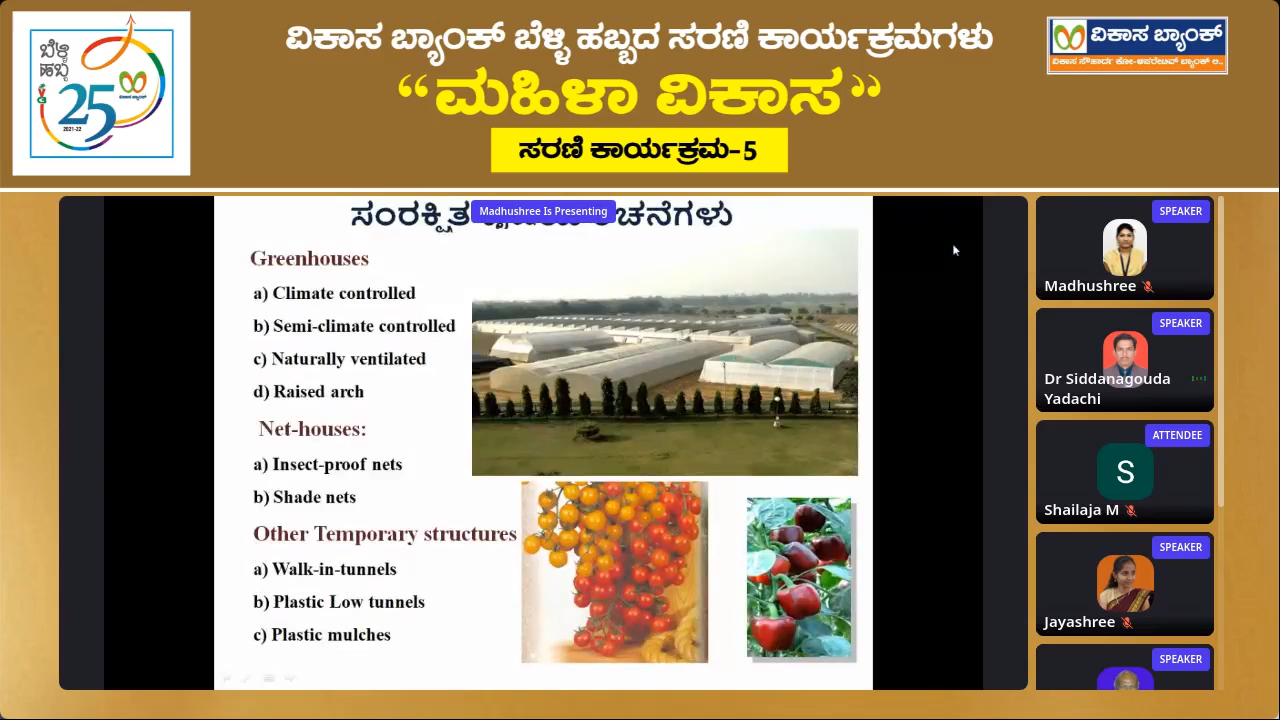 ಬೆಳ್ಳಿ
ಹಬ್ಬ
25
2021-22
ವಿಕಾಸ ಬ್ಯಾಂಕ್ ಬೆಳ್ಳಿ ಹಬ್ಬದ ಸರಣಿ ಕಾರ್ಯಕ್ರಮಗಳು
“ಮಹಿಳಾ ವಿಕಾಸ”
ಸರಣಿ ಕಾರ್ಯಕ್ರಮ-5
ವಿಕಾಸ ಬ್ಯಾಂಕ್
ವಿಕಾಸ ಸೌಹಾರ್ದ ಕೋ-ಆಪರೇಟಿವ್ ಬ್ಯಾಂಕ್ ಲಿ.,
ಸಂರಕ್ಷಿತ
Madhushree Is Presenting
Greenhouses
a) Climate controlled
b) Semi-climate controlled
c) Naturally ventilated
d) Raised arch
Net-houses:
a) Insect-proof nets
b) Shade nets
Other Temporary structures
a) Walk-in-tunnels
b) Plastic Low tunnels
c) Plastic mulches
SPEAKER
Madhushree
SPEAKER
Dr Siddanagouda
Yadachi
ATTENDEE
S
Shailaja M
SPEAKER
Jayashree
SPEAKER